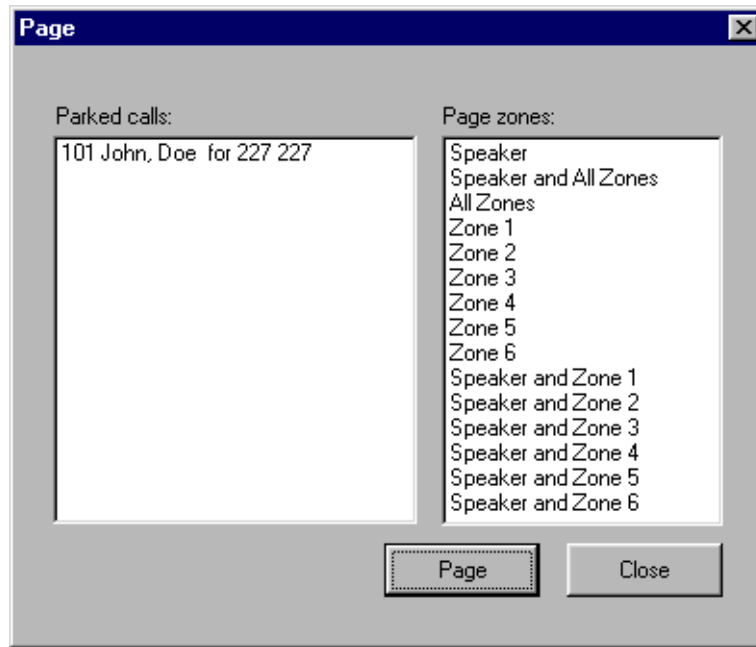 Page
Parked calls:
101 John, Doe  for 227 227
Page zones:
Speaker
Speaker and All Zones
All Zones
Zone 1
Zone 2
Zone 3
Zone 4
Zone 5
Zone 6
Speaker and Zone 1
Speaker and Zone 2
Speaker and Zone 3
Speaker and Zone 4
Speaker and Zone 5
Speaker and Zone 6
Page
Close